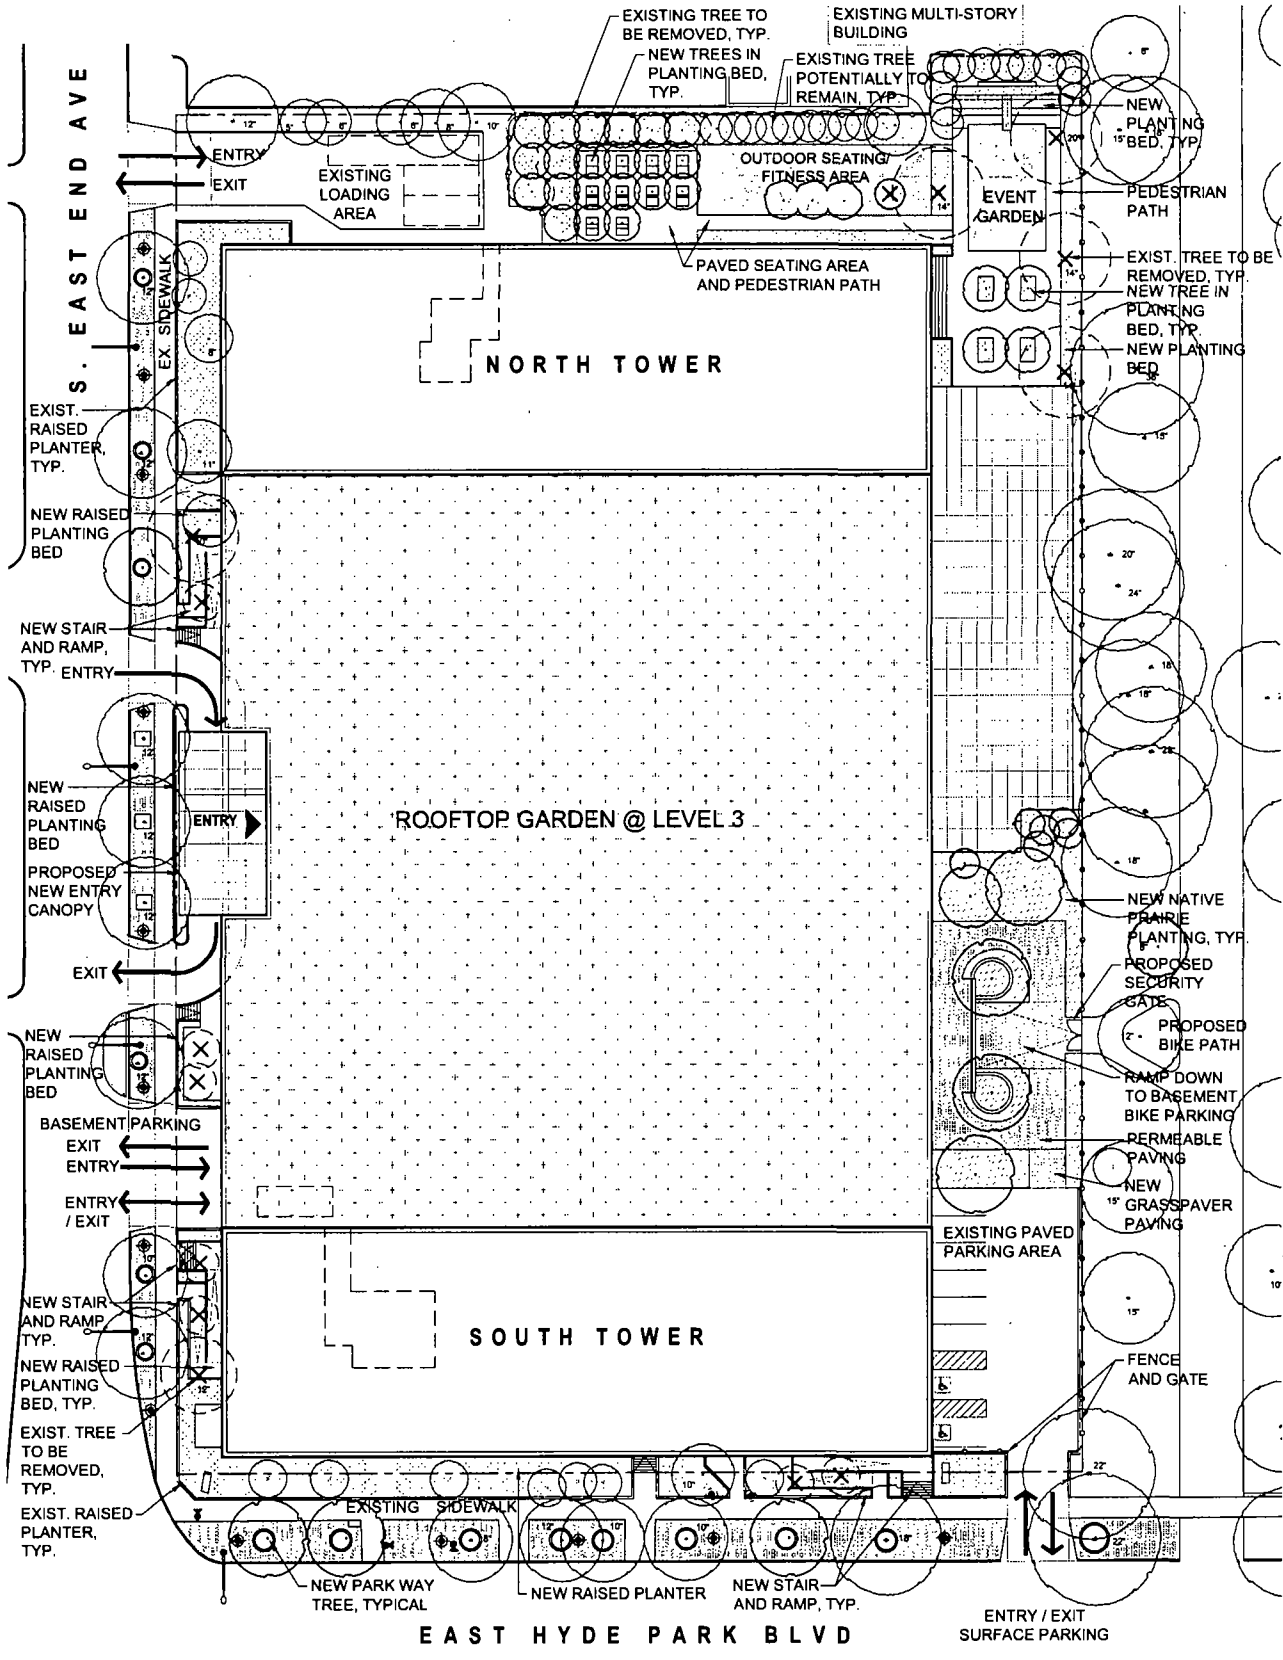 EXISTING TREE TO
BE REMOVED, TYP.
NEW TREES IN
PLANTING BED,
TYP.
EXISTING MULTI-STORY
BUILDING
EXISTING TREE
POTENTIALLY TO
REMAIN, TYP.
NEW
PLANTING
BED, TYP.
S. EAST END AVE
ENTRY
EXIT
EXISTING
LOADING
AREA
OUTDOOR SEATING/
FITNESS AREA
EVENT
GARDEN
PEDESTRIAN
PATH
PAVED SEATING AREA
AND PEDESTRIAN PATH
EXIST. TREE TO BE
REMOVED, TYP.
NEW TREE IN
PLANTING
BED, TYP.
NEW PLANTING
BED
EX. SIDEWALK
NORTH TOWER
EXIST.
RAISED
PLANTER,
TYP.
NEW RAISED
PLANTING
BED
NEW STAIR
AND RAMP,
TYP.
ENTRY
NEW
RAISED
PLANTING
BED
ENTRY
ROOFTOP GARDEN @ LEVEL 3
PROPOSED
NEW ENTRY
CANOPY
EXIT
NEW NATIVE
PRAIRIE
PLANTING, TYP.
PROPOSED
SECURITY
GATE
PROPOSED
BIKE PATH
NEW
RAISED
PLANTING
BED
RAMP DOWN
TO BASEMENT
BIKE PARKING
BASEMENT PARKING
EXIT
ENTRY
ENTRY
/ EXIT
PERMEABLE
PAVING
NEW
GRASSPAVER
PAVING
EXISTING PAVED
PARKING AREA
NEW STAIR
AND RAMP,
TYP.
SOUTH TOWER
NEW RAISED
PLANTING
BED, TYP.
FENCE
AND GATE
EXIST. TREE
TO BE
REMOVED,
TYP.
EXIST. RAISED
PLANTER,
TYP.
EXISTING SIDEWALK
NEW PARK WAY
TREE, TYPICAL
NEW RAISED PLANTER
NEW STAIR
AND RAMP, TYP.
ENTRY / EXIT
SURFACE PARKING
EAST HYDE PARK BLVD